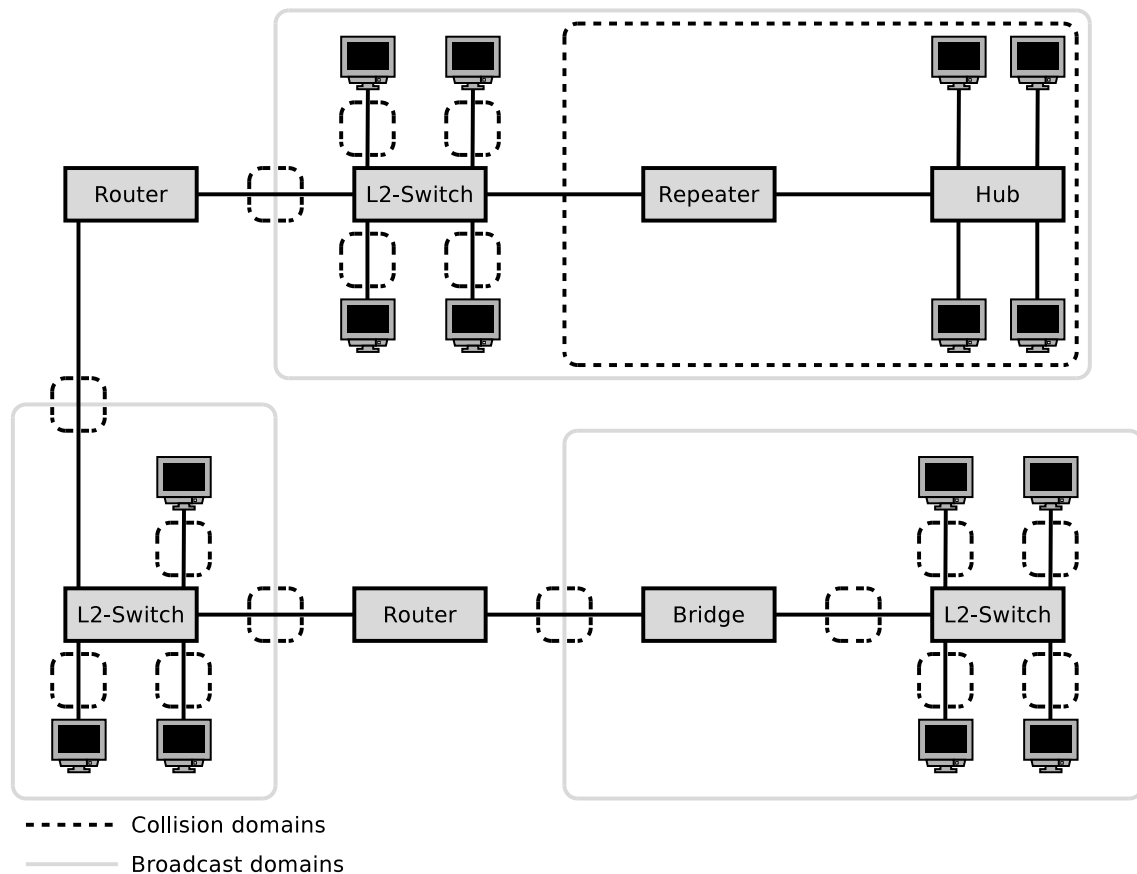 Router
L2-Switch
Repeater
Hub
L2-Switch
Router
Bridge
L2-Switch
Collision domains
Broadcast domains